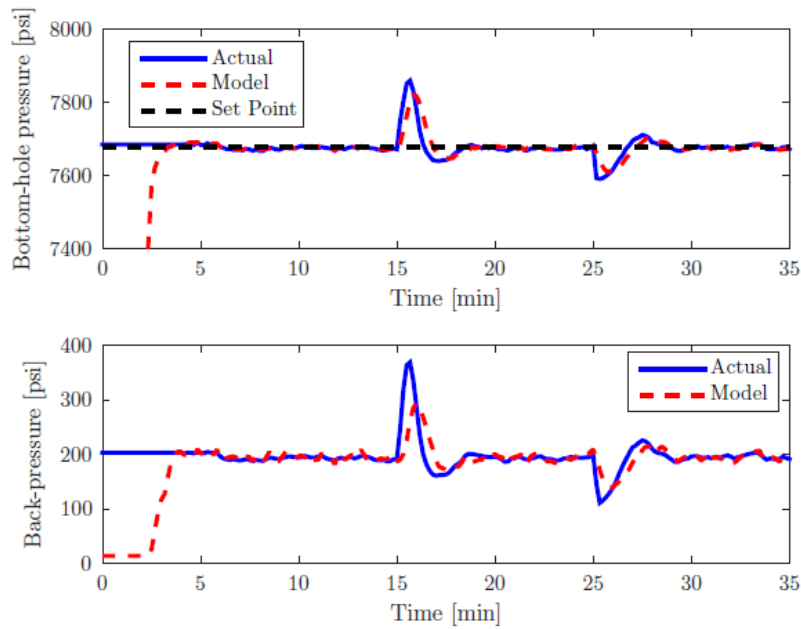 Bottom-hole pressure [psi]
8000
7800
7600
7400
Actual
Model
Set Point
0 5 10 15 20 25 30 35
Time [min]
Back-pressure [psi]
400
300
200
100
0
Actual
Model
0 5 10 15 20 25 30 35
Time [min]